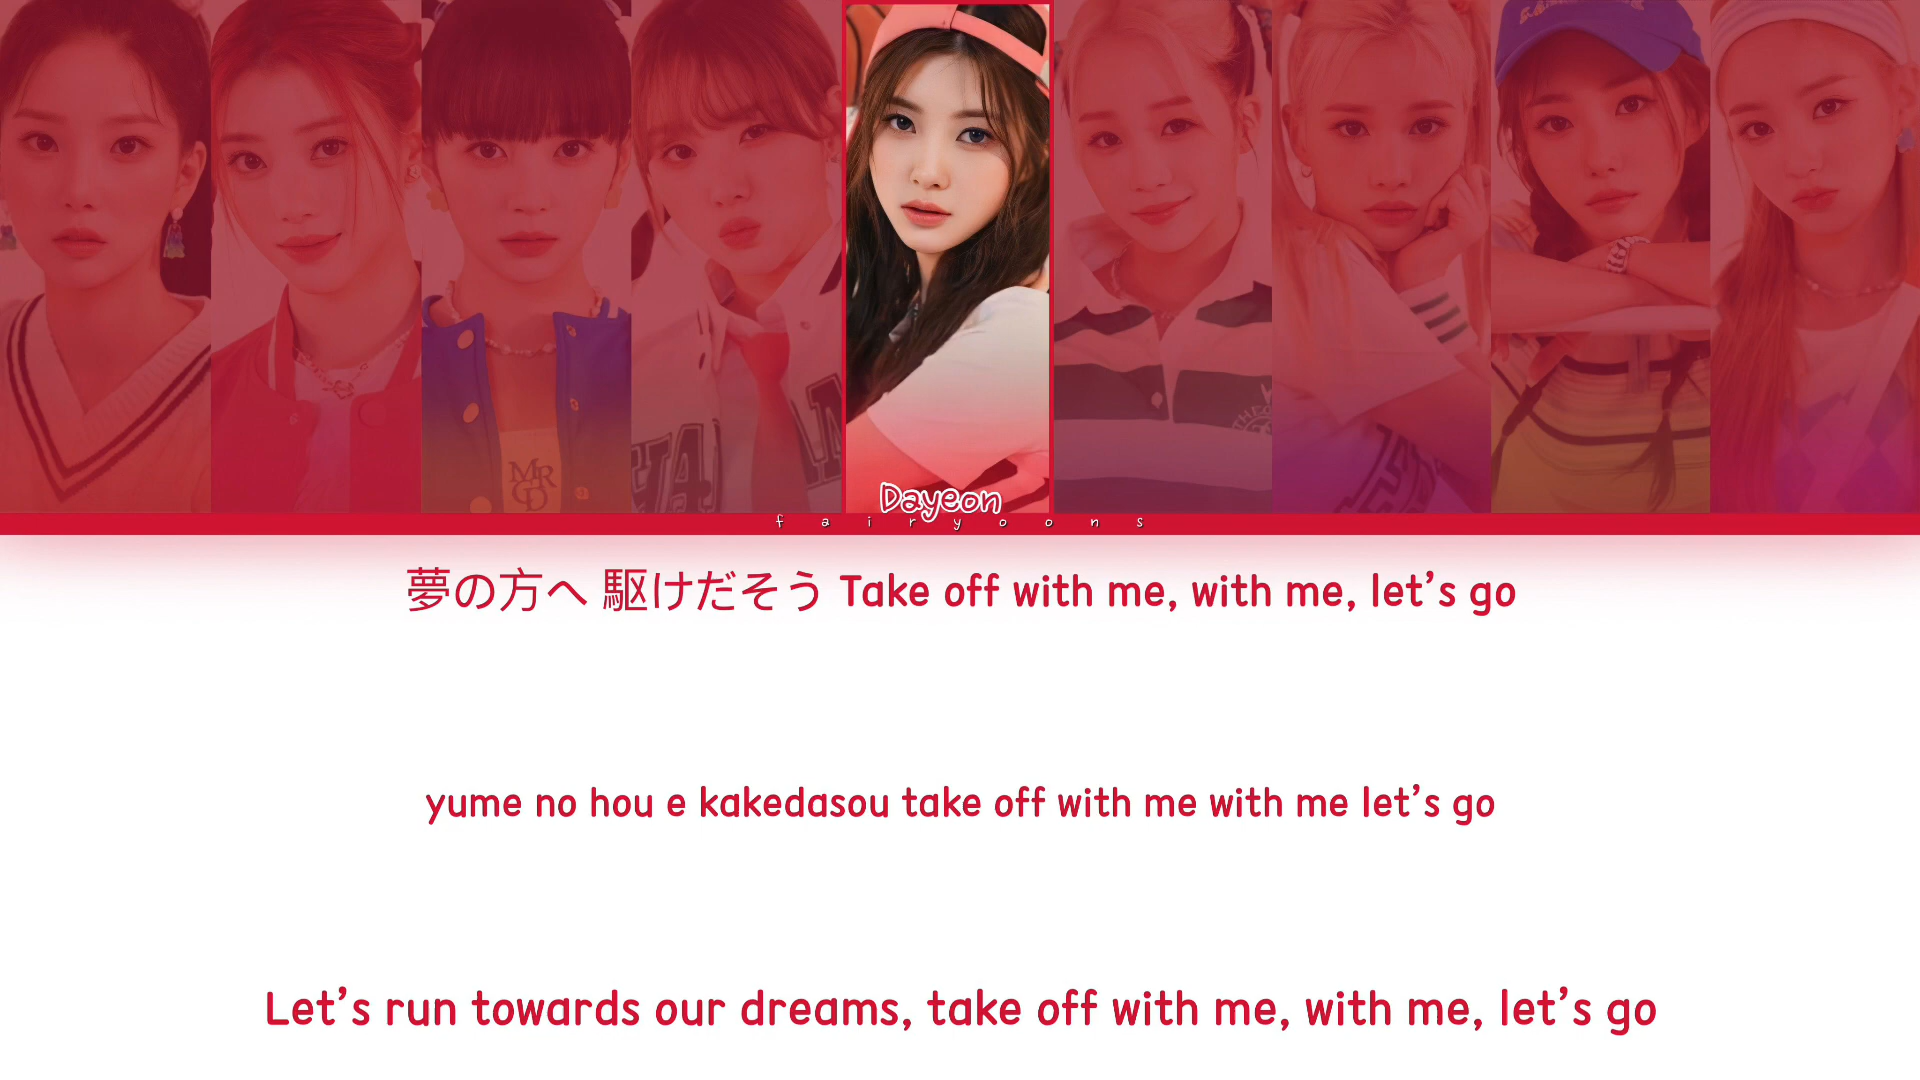 MR
GD
Dayeon
fairyoons
夢の方へ 駆けだそう Take off with me, with me, let's go
yume no hou e kakedasou take off with me with me let's go
Let's run towards our dreams, take off with me, with me, let's go